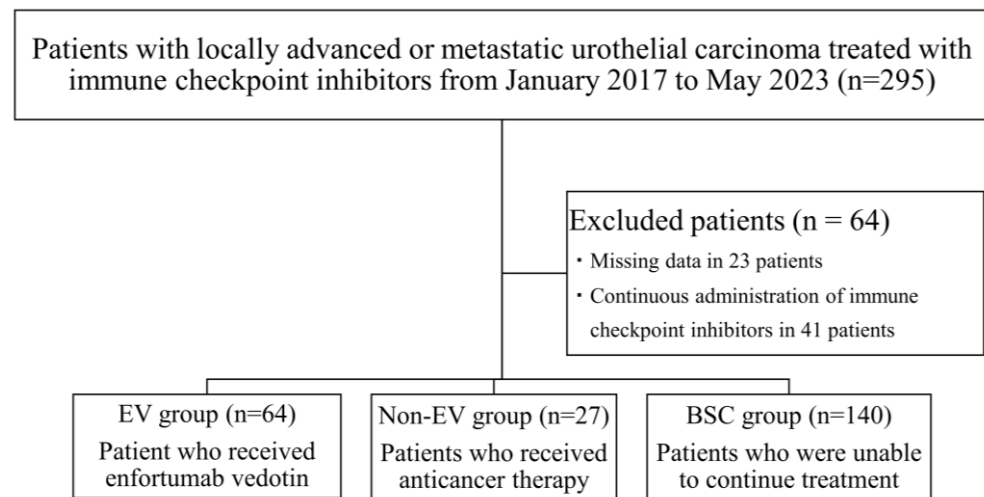 Patients with locally advanced or metastatic urothelial carcinoma treated with
immune checkpoint inhibitors from January 2017 to May 2023 (n=295)
Excluded patients (n = 64)
・Missing data in 23 patients
・Continuous administration of immune
checkpoint inhibitors in 41 patients
EV group (n=64)
Patient who received
enfortumab vedotin
Non-EV group (n=27)
Patients who received
anticancer therapy
BSC group (n=140)
Patients who were unable
to continue treatment